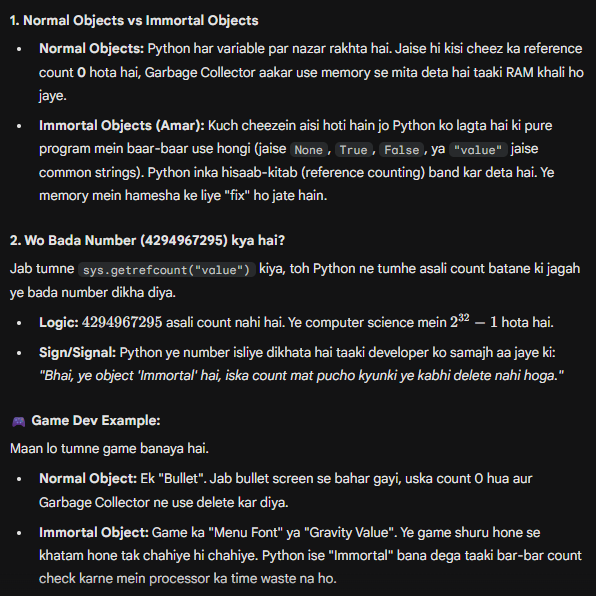 1. Normal Objects vs Immortal Objects
• Normal Objects: Python har variable par nazar rakhta hai. Jaise hi kisi cheez ka reference
count 0 hota hai, Garbage Collector aakar use memory se mita deta hai taaki RAM khali ho
jaye.
• Immortal Objects (Amar): Kuch cheezein aisi hoti hain jo Python ko lagta hai ki pure
program mein baar-baar use hongi (jaise None, True, False, ya "value" jaise
common strings). Python inka hisaab-kitab (reference counting) band kar deta hai. Ye
memory mein hamesha ke liye "fix" ho jate hain.
2. Wo Bada Number (4294967295) kya hai?
Jab tumne sys.getrefcount("value") kiya, toh Python ne tumhe asali count batane ki jagah
ye bada number dikha diya.
• Logic: 4294967295 asali count nahi hai. Ye computer science mein 2³² − 1 hota hai.
• Sign/Signal: Python ye number isliye dikhata hai taaki developer ko samajh aa jaye ki:
"Bhai, ye object 'Immortal' hai, iska count mat pucho kyunki ye kabhi delete nahi hoga."
🎮 Game Dev Example:
Maan lo tumne game banaya hai.
• Normal Object: Ek "Bullet". Jab bullet screen se bahar gayi, uska count 0 hua aur
Garbage Collector ne use delete kar diya.
• Immortal Object: Game ka "Menu Font" ya "Gravity Value". Ye game shuru hone se
khatam hone tak chahiye hi chahiye. Python ise "Immortal" bana dega taaki bar-bar count
check karne mein processor ka time waste na ho.